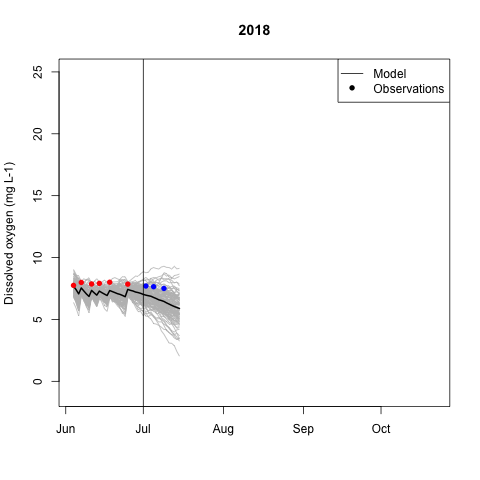 2018
Model
Observations
Dissolved oxygen (mg L-1)
25
20
15
10
5
0
Jun
Jul
Aug
Sep
Oct